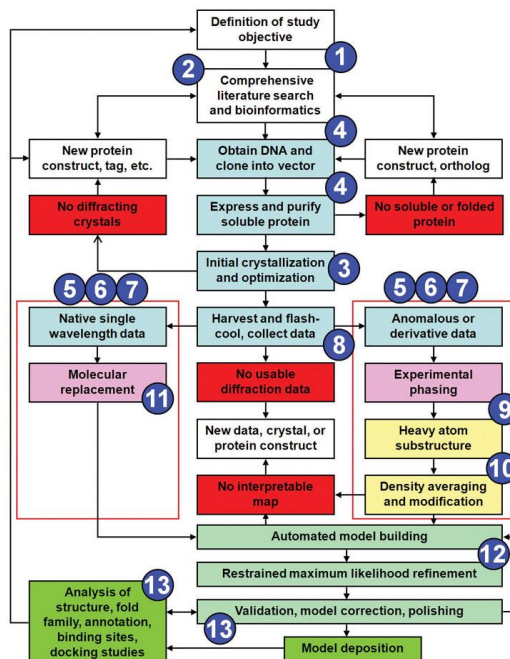 Definition of study
objective
1
2
Comprehensive
literature search
and bioinformatics
4
New protein
construct, tag, etc.
Obtain DNA and
clone into vector
New protein
construct, ortholog
4
No diffracting
crystals
Express and purify
soluble protein
No soluble or folded
protein
Initial crystallization
and optimization
3
5 6 7
5 6 7
Native single
wavelength data
Harvest and flash-
cool, collect data
8
Anomalous or
derivative data
Molecular
replacement
11
No usable
diffraction data
Experimental
phasing
9
New data, crystal, or
protein construct
Heavy atom
substructure
10
No interpretable
map
Density averaging
and modification
Automated model building
12
Restrained maximum likelihood refinement
13
Analysis of
structure, fold
family, annotation,
binding sites,
docking studies
Validation, model correction, polishing
13
Model deposition